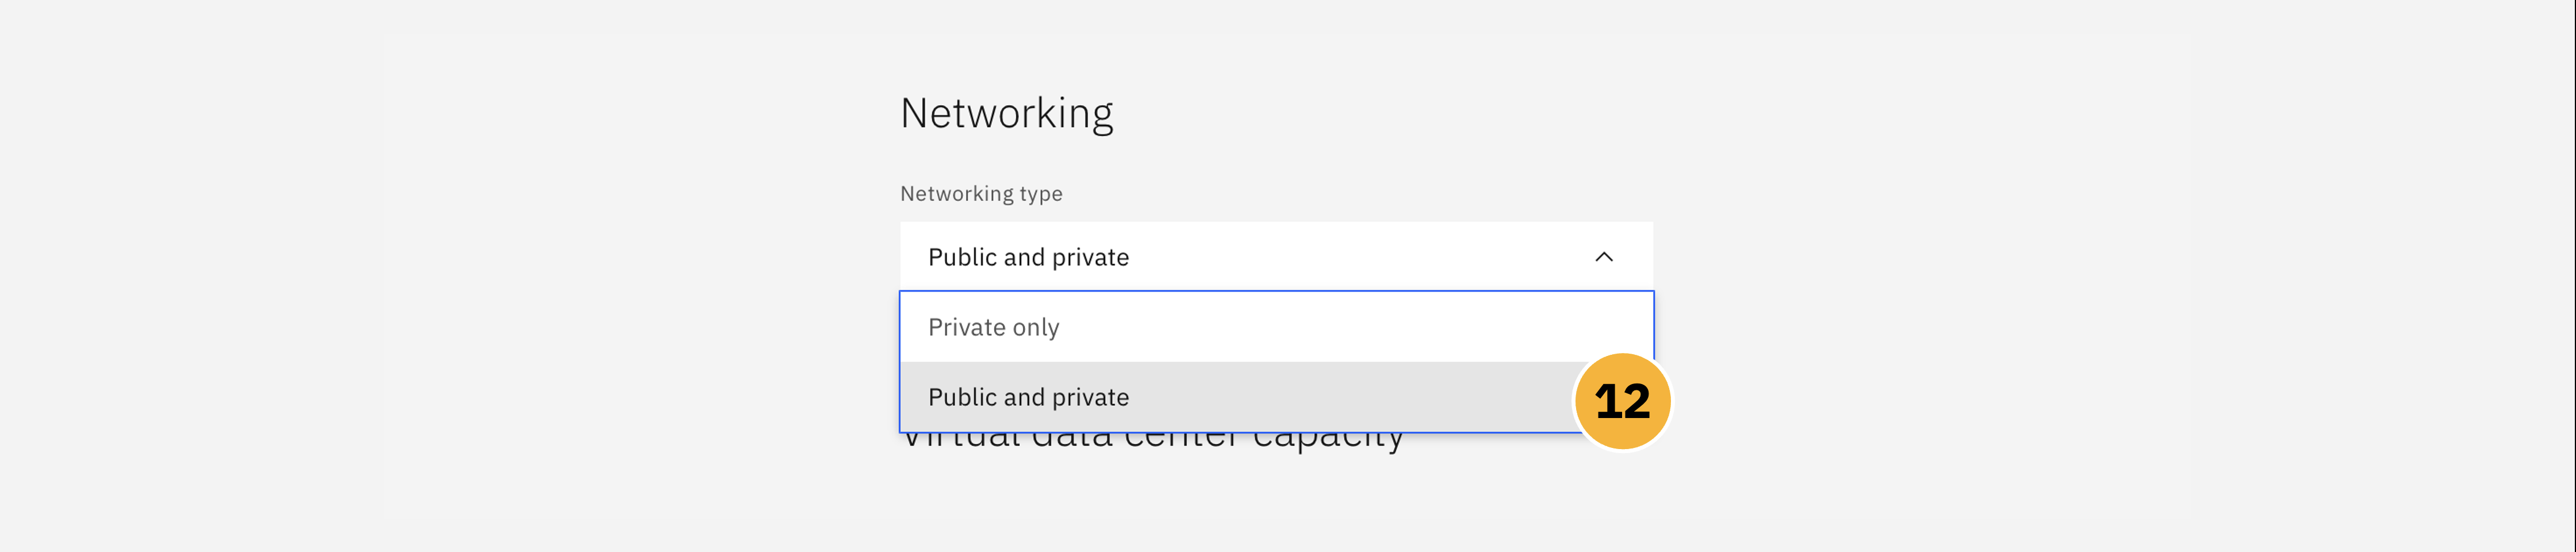 Networking
Networking type
Public and private
Private only
Public and private
12
Virtual data center capacity